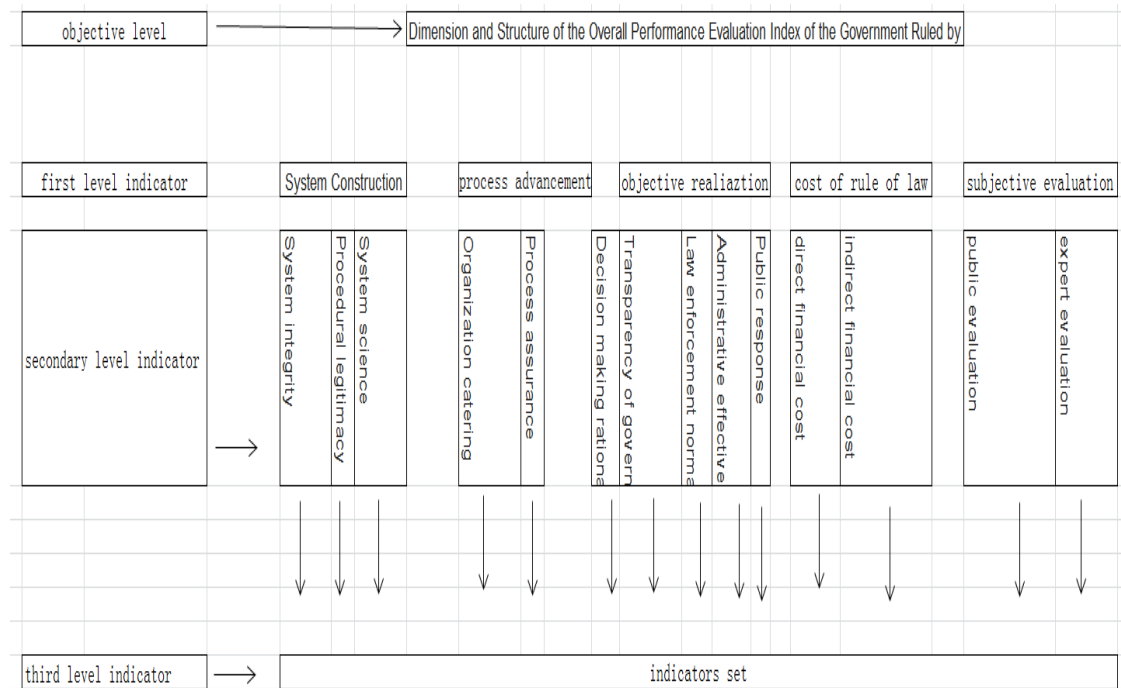 objective level
Dimension and Structure of the Overall Performance Evaluation Index of the Government Ruled by
first level indicator
System Construction
process advancement
objective realiaztion
cost of rule of law
subjective evaluation
secondary level indicator
System integrity
Procedural legitimacy
System science
Organization catering
Process assurance
Decision making rationa
Transparency of govern
Law enforcement norma
Administrative effective
Public response
direct financial cost
indirect financial cost
public evaluation
expert evaluation
third level indicator
indicators set